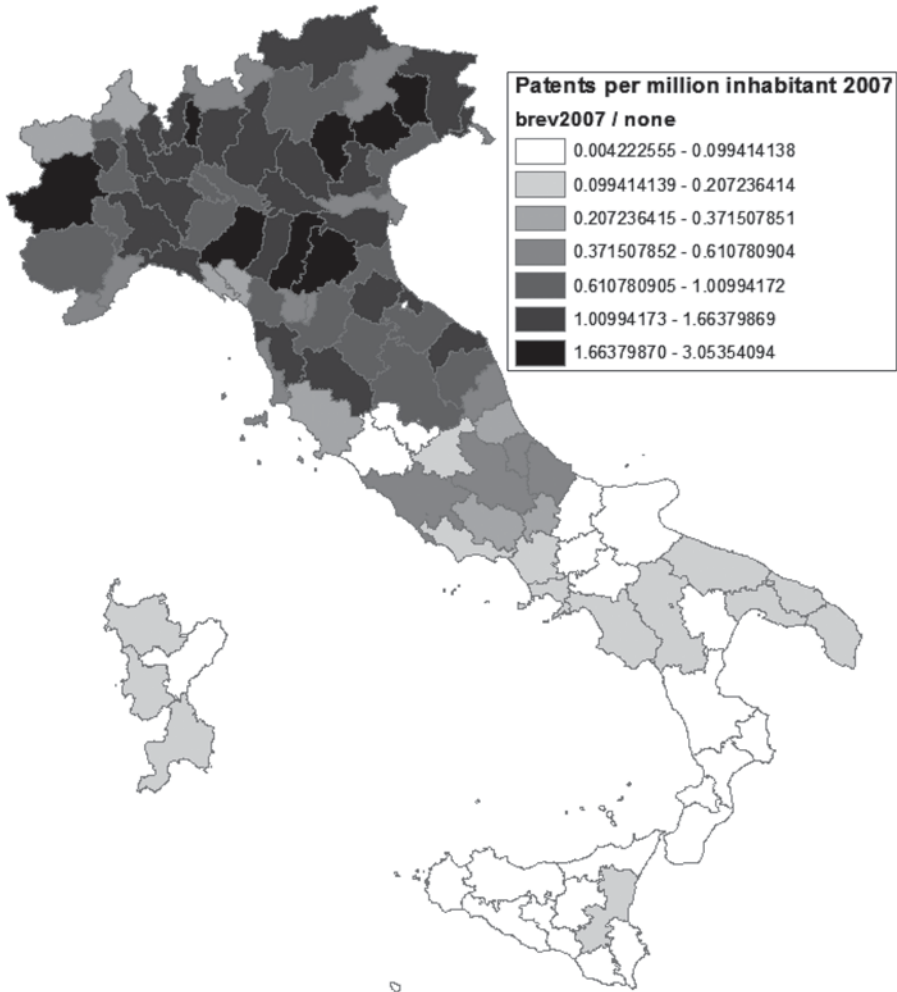 Patents per million inhabitant 2007
brev2007 / none
0.004222555 - 0.099414138
0.099414139 - 0.207236414
0.207236415 - 0.371507851
0.371507852 - 0.610780904
0.610780905 - 1.00994172
1.00994173 - 1.66379869
1.66379870 - 3.05354094